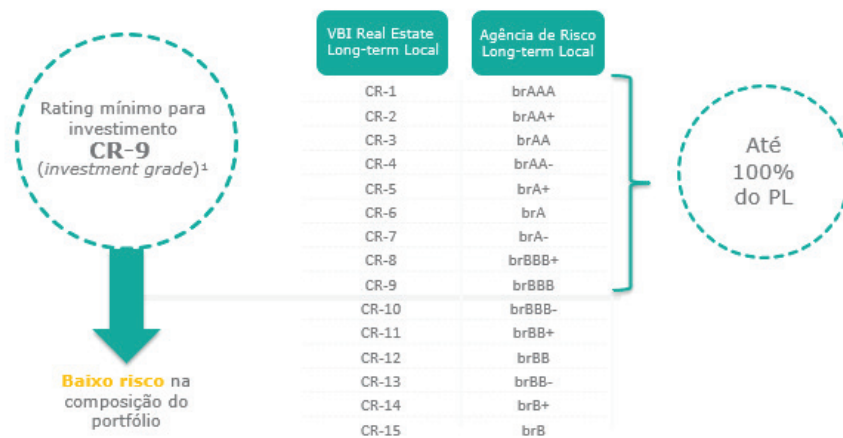 Rating mínimo para
investimento
CR-9
(investment grade)¹
Baixo risco na
composição do
portfólio
VBI Real Estate
Long-term Local
Agência de Risco
Long-term Local
CR-1 brAAA
CR-2 brAA+
CR-3 brAA
CR-4 brAA-
CR-5 brA+
CR-6 brA
CR-7 brA-
CR-8 brBBB+
CR-9 brBBB
CR-10 brBBB-
CR-11 brBB+
CR-12 brBB
CR-13 brBB-
CR-14 brB+
CR-15 brB
Até
100%
do PL